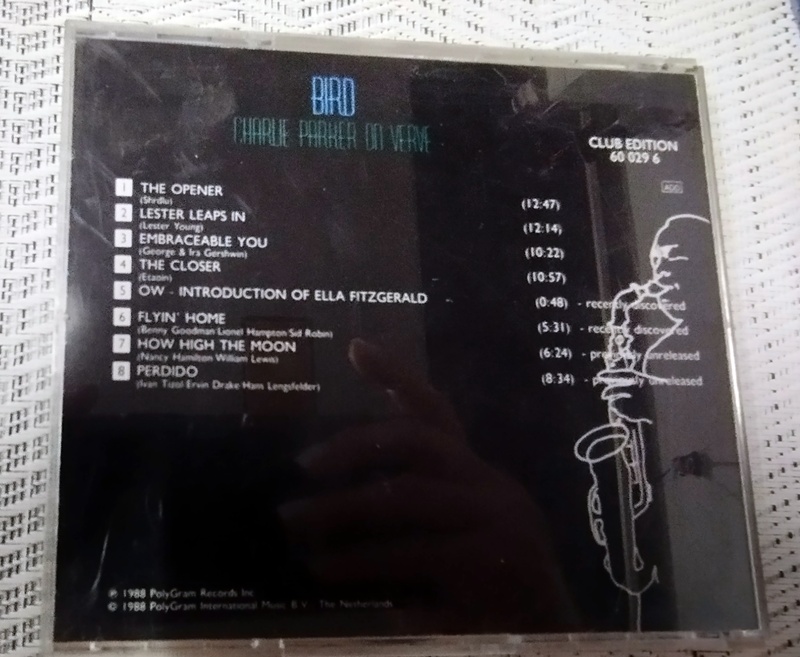 BIRD
CHARLIE PARKER ON VERVE
CLUB EDITION
60 029 6
ADD
1 THE OPENER (12:47)
(Shrdlu)
2 LESTER LEAPS IN (12:14)
(Lester Young)
3 EMBRACEABLE YOU (10:22)
(George & Ira Gershwin)
4 THE CLOSER (10:57)
(Etaoin)
5 OW - INTRODUCTION OF ELLA FITZGERALD (0:48) - recently discovered
6 FLYIN' HOME (5:31) - recently discovered
(Benny Goodman Lionel Hampton Sid Robin)
7 HOW HIGH THE MOON (6:24) - previously unreleased
(Nancy Hamilton William Lewis)
8 PERDIDO (8:34) - previously unreleased
(Ivan Tizol Ervin Drake Hans Lengsfelder)
℗ 1988 PolyGram Records Inc
© 1988 PolyGram International Music B.V. The Netherlands